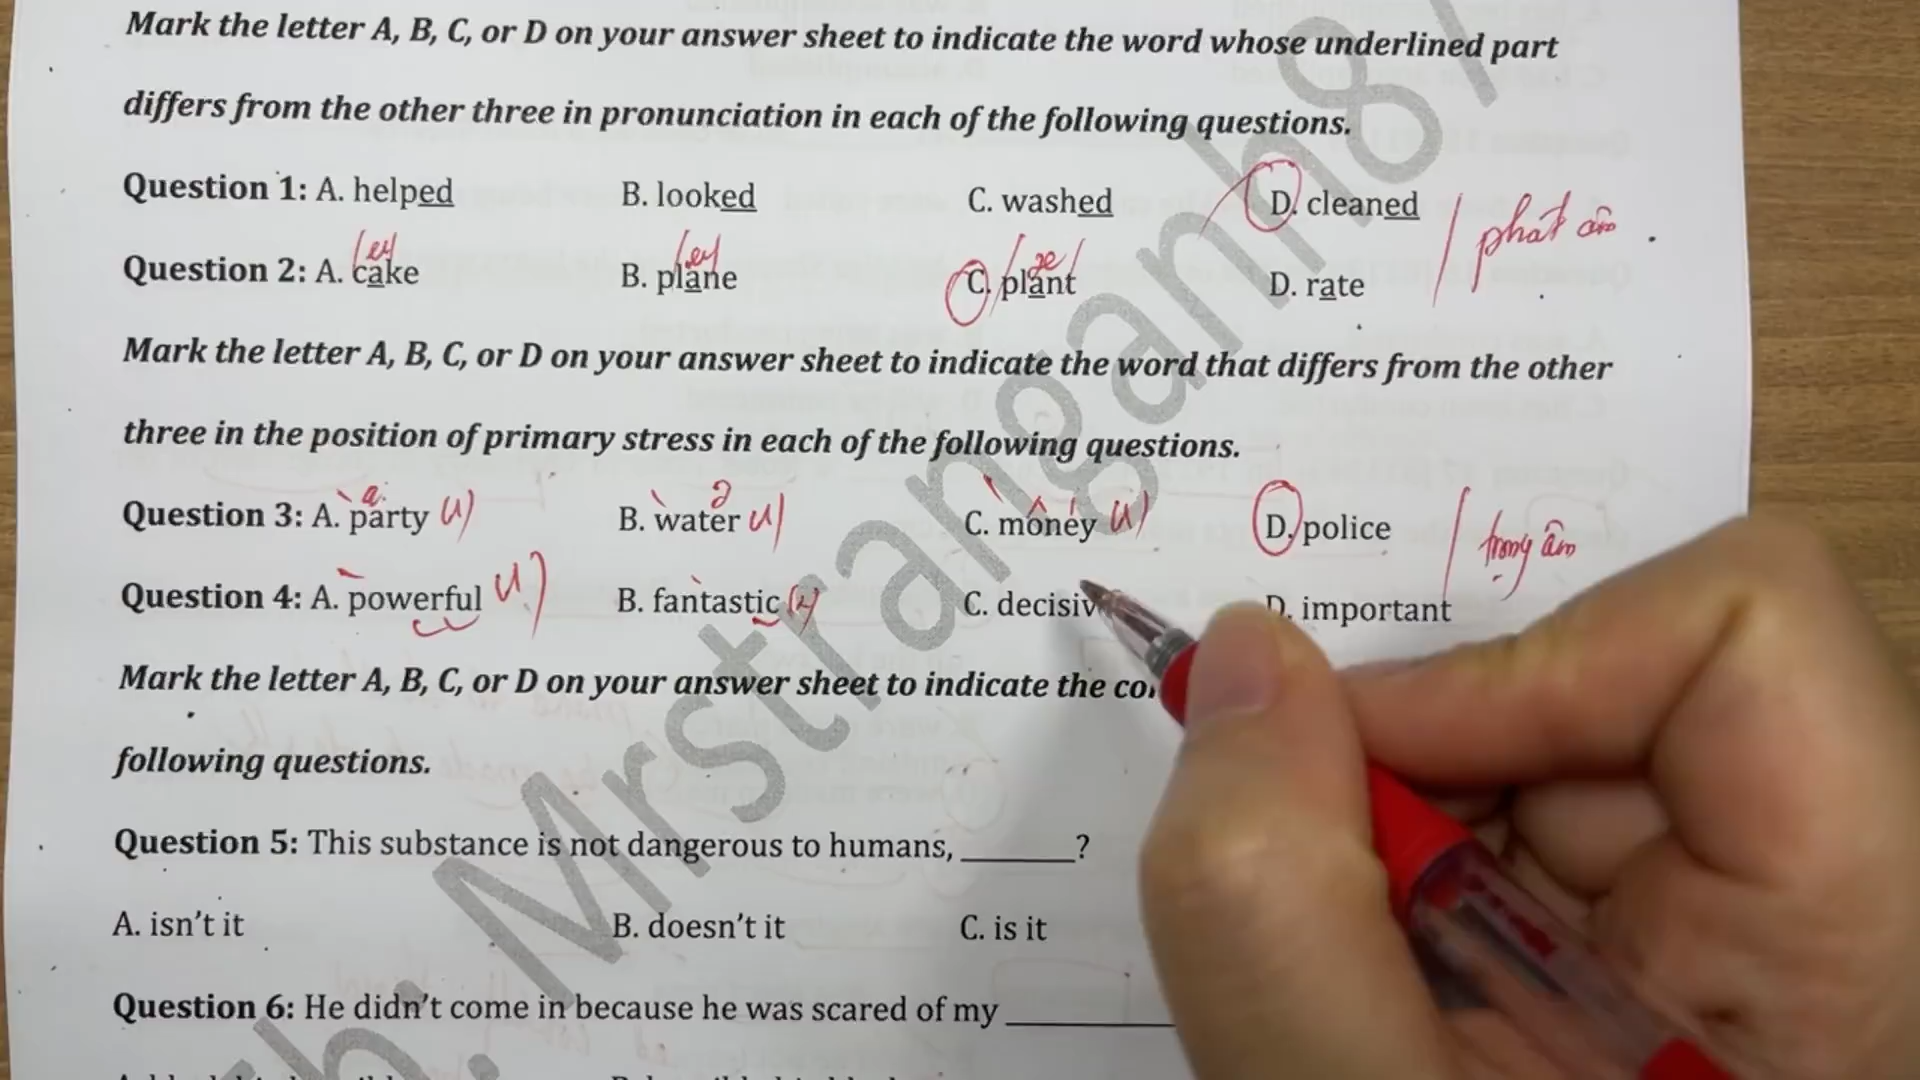 Mark the letter A, B, C, or D on your answer sheet to indicate the word whose underlined part
differs from the other three in pronunciation in each of the following questions.
Question 1: A. helped B. looked C. washed D. cleaned
phát âm
/ey /ey /æ/
Question 2: A. cake B. plane C. plant D. rate
Mark the letter A, B, C, or D on your answer sheet to indicate the word that differs from the other
three in the position of primary stress in each of the following questions.
Question 3: A. party B. water C. money D. police
trọng âm
Question 4: A. powerful B. fantastic C. decisiv D. important
Mark the letter A, B, C, or D on your answer sheet to indicate the
following questions.
Question 5: This substance is not dangerous to humans, _______?
A. isn't it B. doesn't it C. is it
Question 6: He didn't come in because he was scared of my
Mrstranganh87